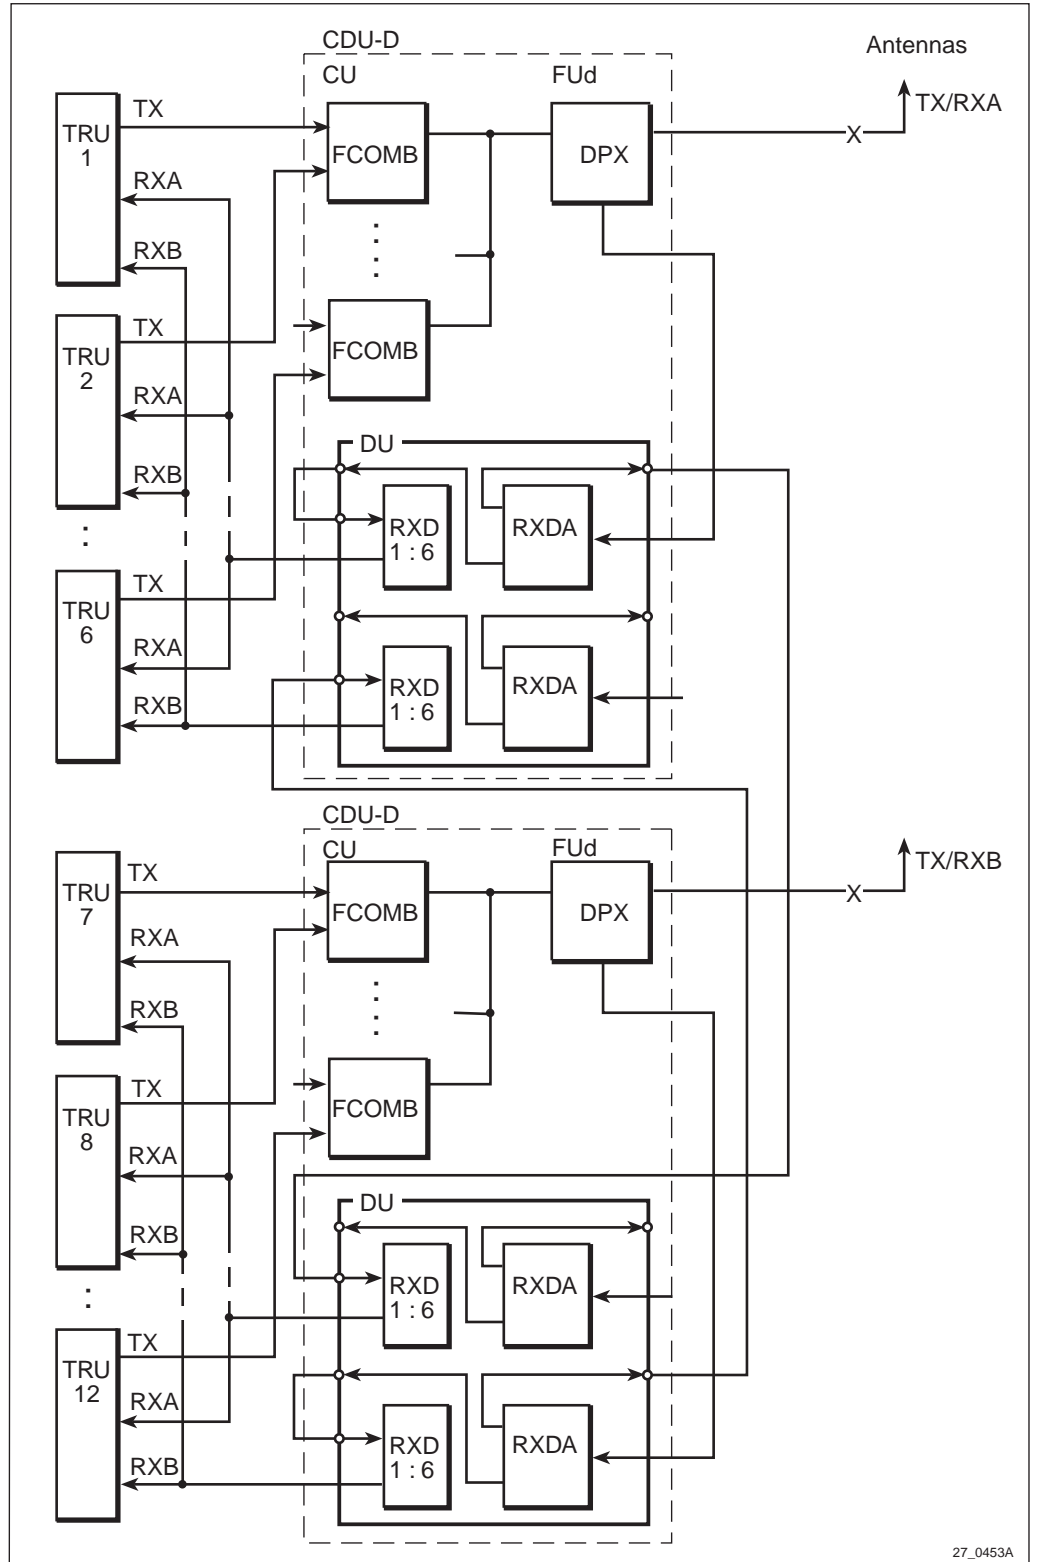 CDU-D
Antennas
CU
FUd
TX
TX/RXA
TRU
1
FCOMB
DPX
X
RXA
RXB
TX
TRU
2
FCOMB
RXA
DU
RXB
RXD
1 : 6
RXDA
:
TX
TRU
6
RXA
RXD
1 : 6
RXDA
RXB
CDU-D
CU
FUd
TX/RXB
TX
TRU
7
FCOMB
DPX
X
RXA
RXB
TX
FCOMB
TRU
8
RXA
DU
RXB
RXD
1 : 6
RXDA
:
TX
TRU
12
RXA
RXD
1 : 6
RXDA
RXB
27_0453A